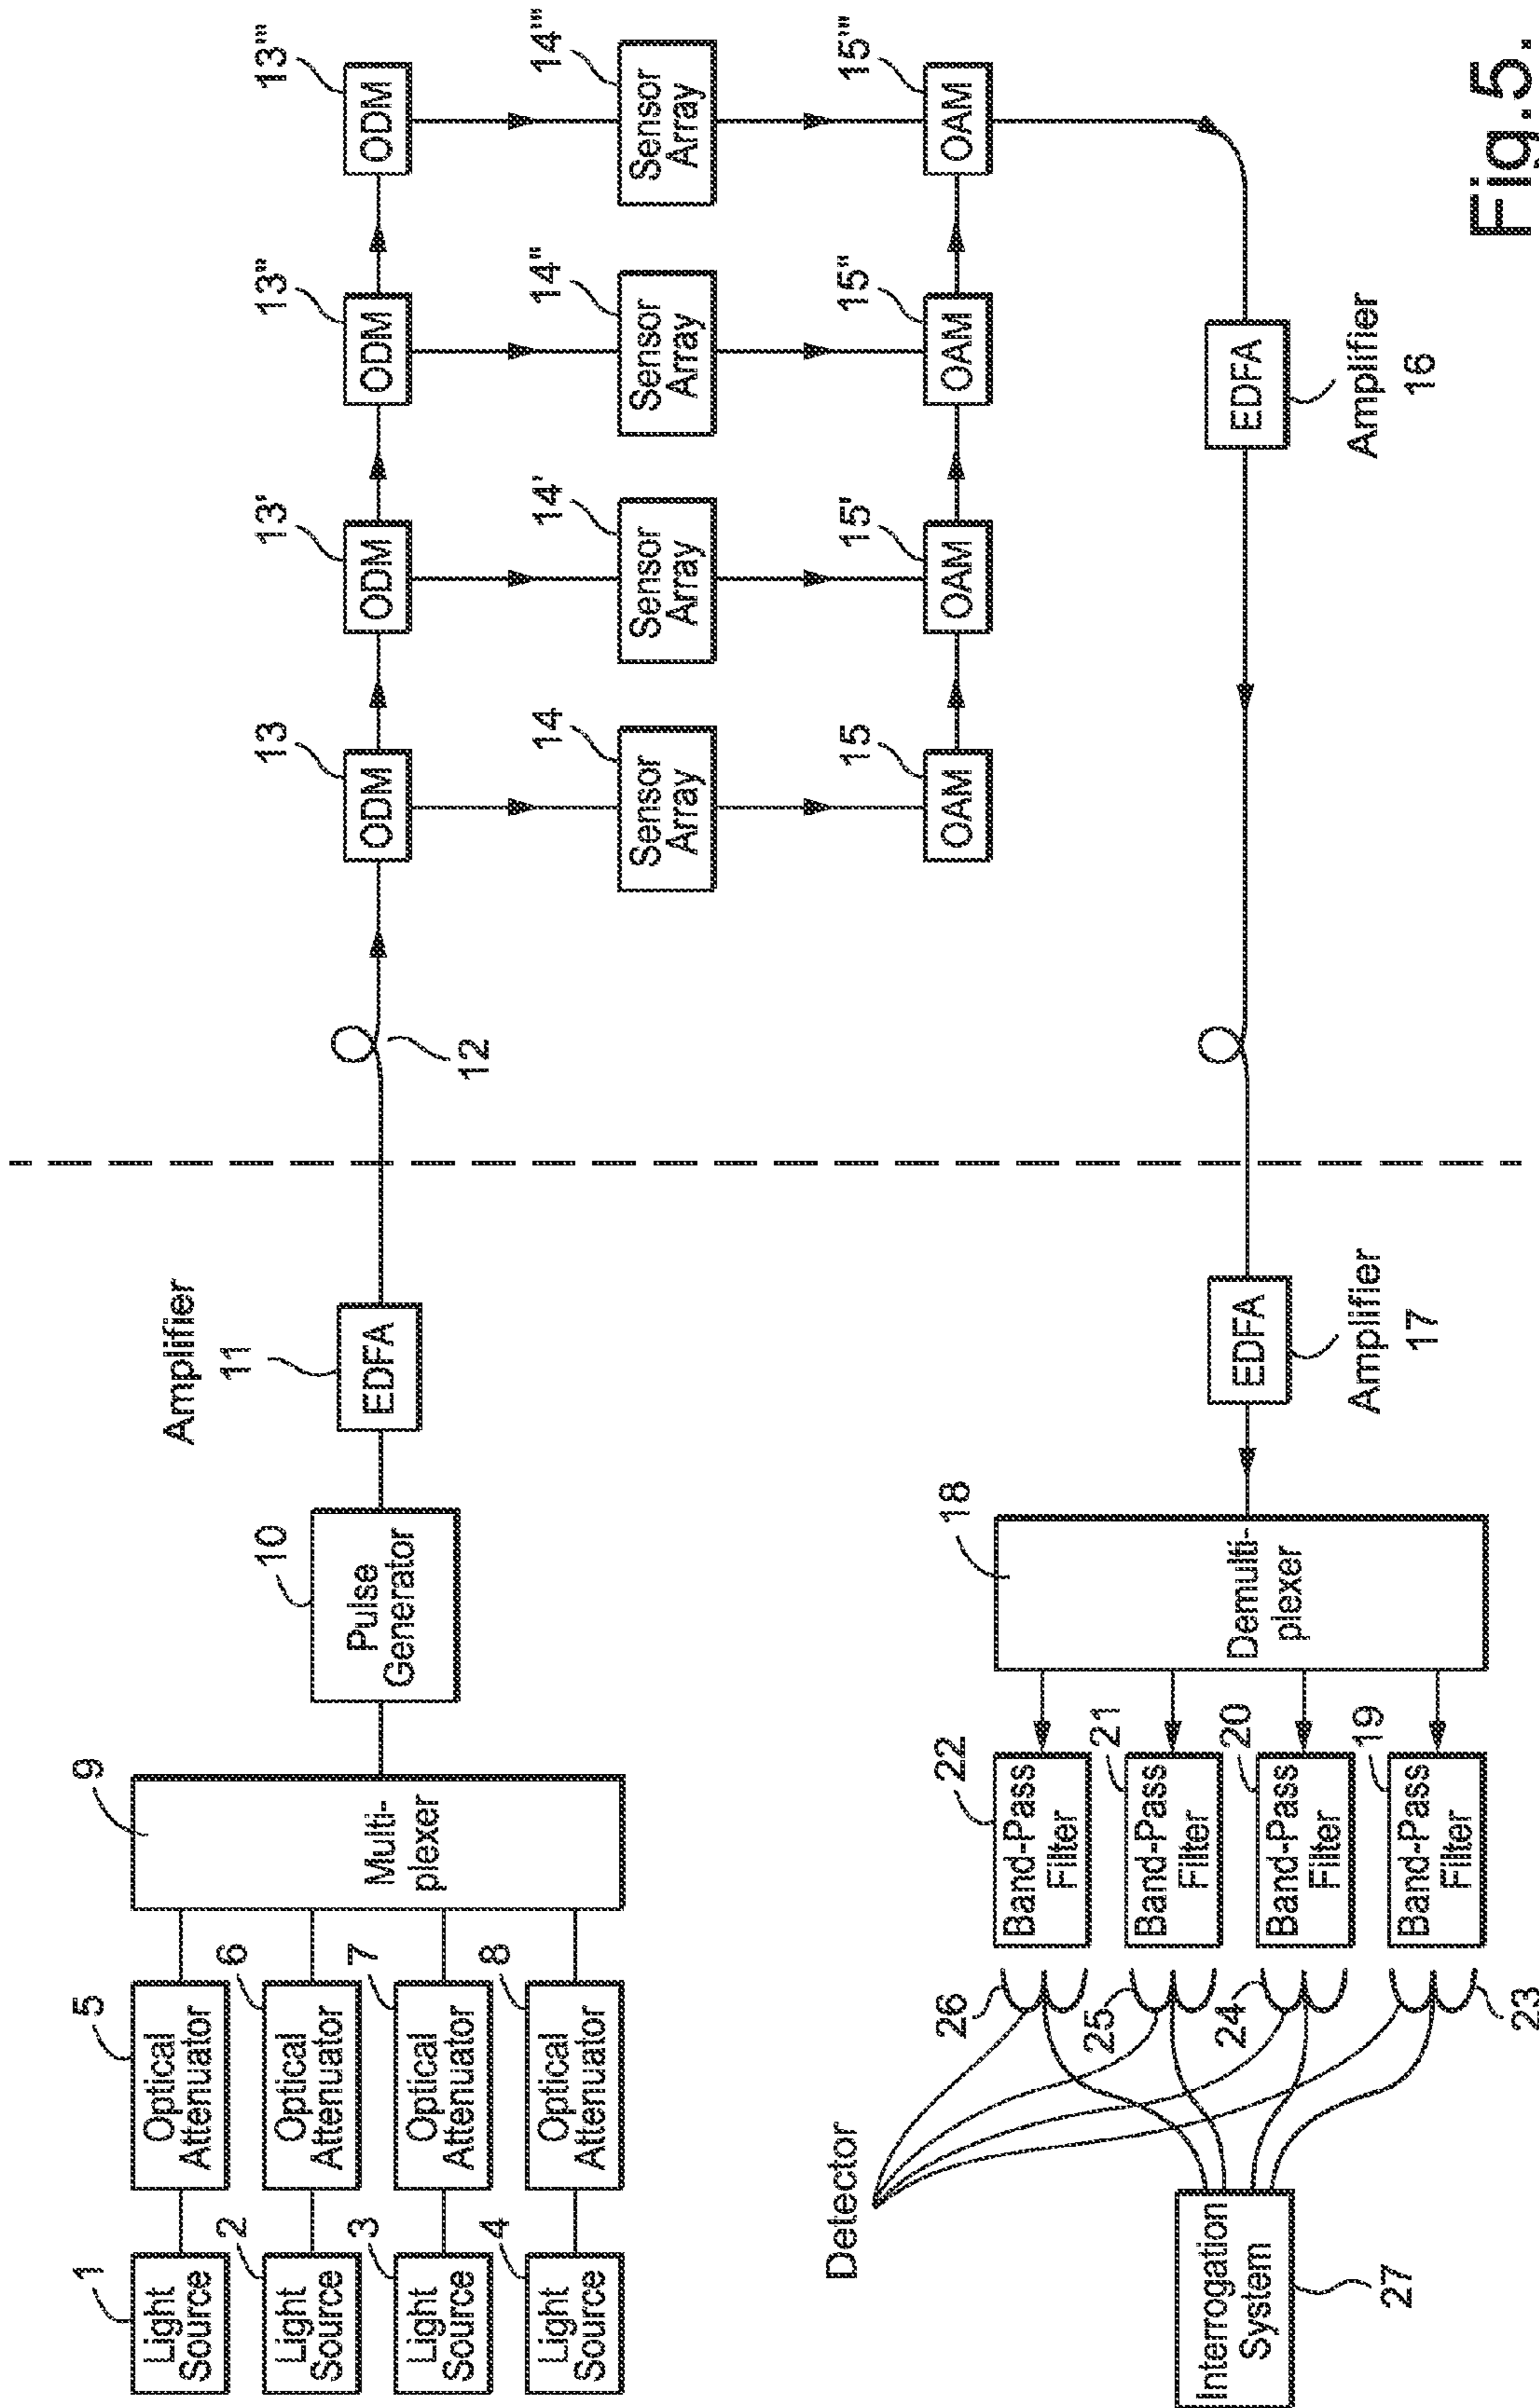 1
Light
Source
2
Light
Source
3
Light
Source
4
Light
Source
5
Optical
Attenuator
6
Optical
Attenuator
7
Optical
Attenuator
8
Optical
Attenuator
9
Multi-
plexer
10
Pulse
Generator
Amplifier
11
EDFA
12
13
ODM
13'
ODM
13"
ODM
13'''
ODM
14
Sensor
Array
14'
Sensor
Array
14"
Sensor
Array
14'''
Sensor
Array
15
OAM
15'
OAM
15"
OAM
15'''
OAM
EDFA
Amplifier
16
EDFA
Amplifier
17
18
Demulti-
plexer
22
Band-Pass
Filter
21
Band-Pass
Filter
20
Band-Pass
Filter
19
Band-Pass
Filter
26
25
24
23
Detector
Interrogation
System
27
Fig.5.